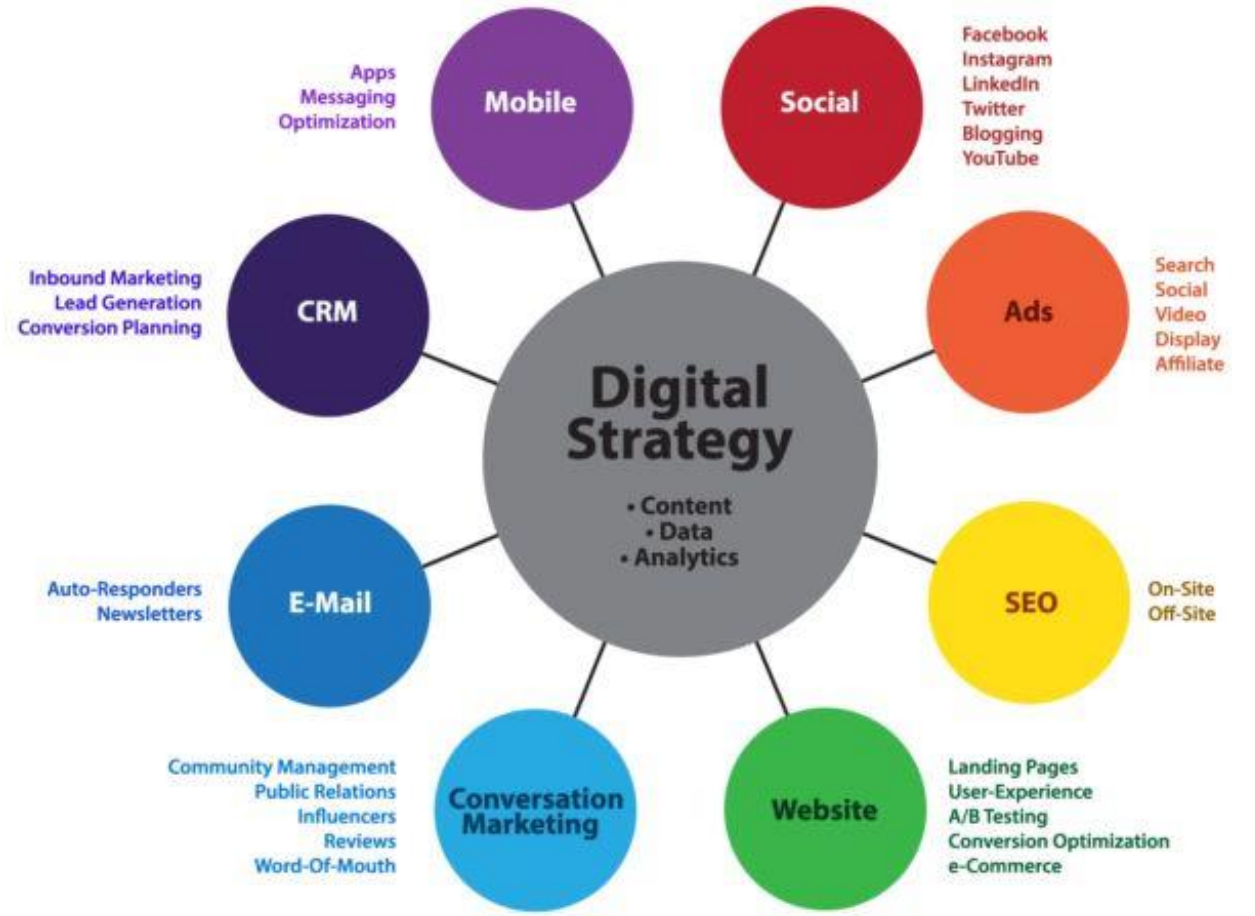 Mobile
Apps
Messaging
Optimization
Social
Facebook
Instagram
LinkedIn
Twitter
Blogging
YouTube
CRM
Inbound Marketing
Lead Generation
Conversion Planning
Ads
Search
Social
Video
Display
Affiliate
Digital
Strategy
• Content
• Data
• Analytics
E-Mail
Auto-Responders
Newsletters
SEO
On-Site
Off-Site
Conversation
Marketing
Community Management
Public Relations
Influencers
Reviews
Word-Of-Mouth
Website
Landing Pages
User-Experience
A/B Testing
Conversion Optimization
e-Commerce